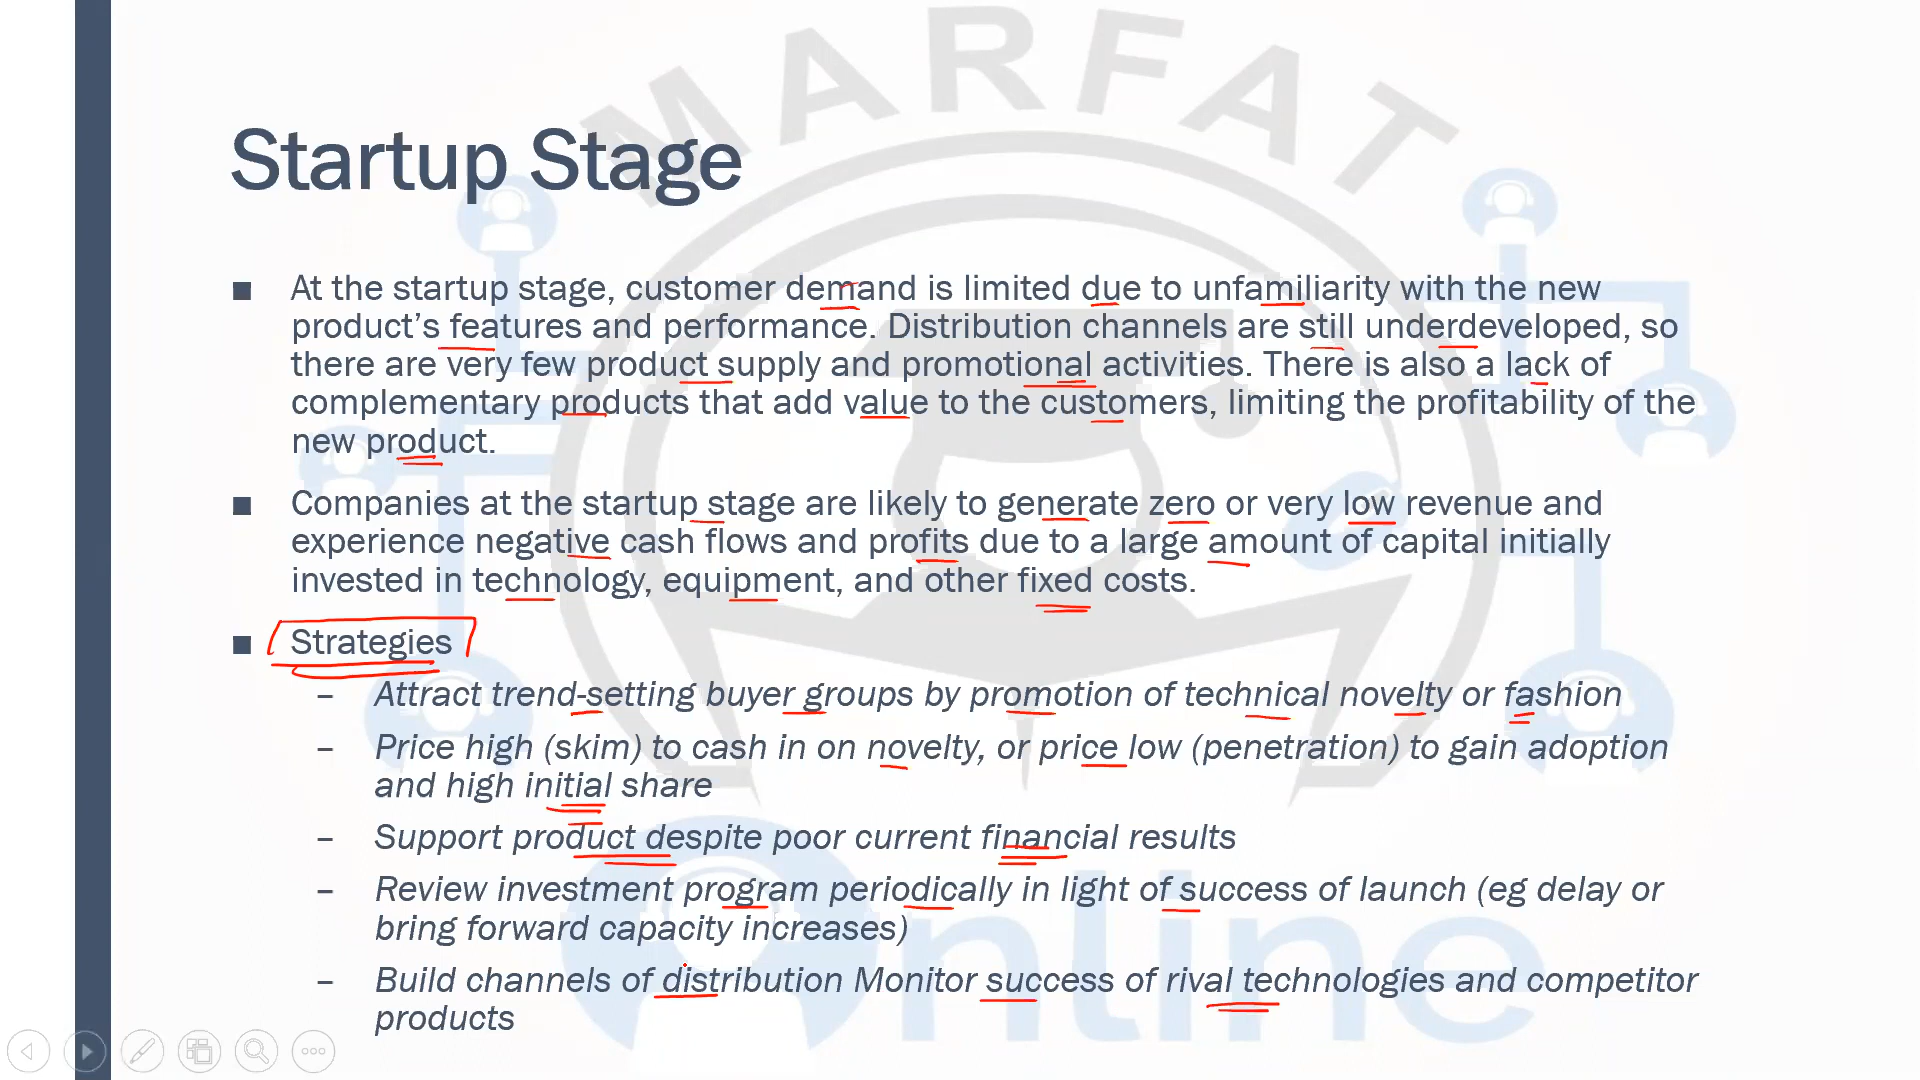 MARFAT
Startup Stage
■ At the startup stage, customer demand is limited due to unfamiliarity with the new
product’s features and performance. Distribution channels are still underdeveloped, so
there are very few product supply and promotional activities. There is also a lack of
complementary products that add value to the customers, limiting the profitability of the
new product.
■ Companies at the startup stage are likely to generate zero or very low revenue and
experience negative cash flows and profits due to a large amount of capital initially
invested in technology, equipment, and other fixed costs.
■ Strategies
– Attract trend-setting buyer groups by promotion of technical novelty or fashion
– Price high (skim) to cash in on novelty, or price low (penetration) to gain adoption
and high initial share
– Support product despite poor current financial results
– Review investment program periodically in light of success of launch (eg delay or
bring forward capacity increases)
– Build channels of distribution Monitor success of rival technologies and competitor
products
Online